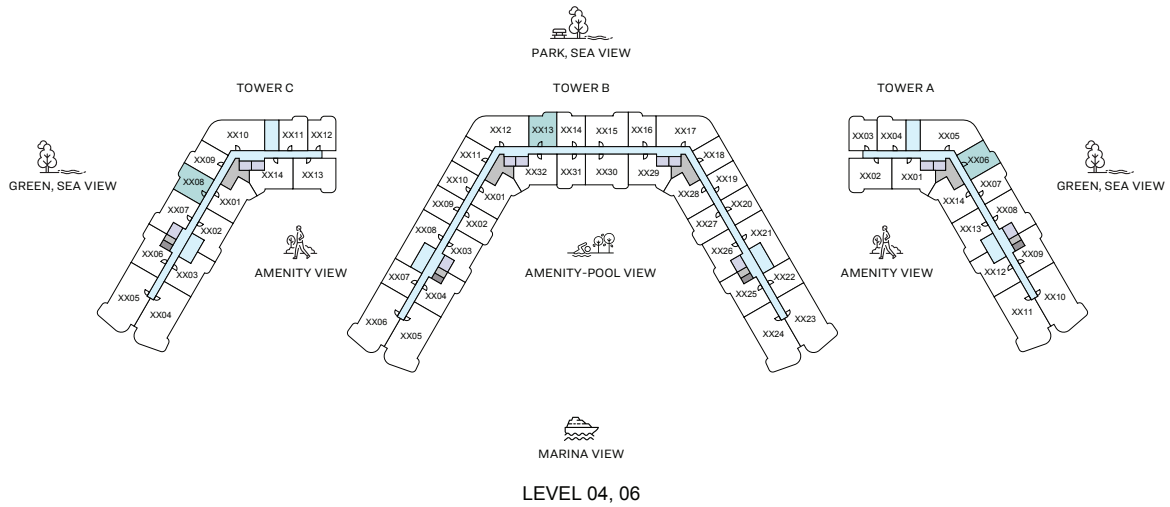 PARK, SEA VIEW
TOWER C
TOWER B
TOWER A
GREEN, SEA VIEW
XX10
XX11
XX12
XX09
XX08
XX14
XX13
XX01
XX07
XX02
XX06
XX03
XX05
XX04
AMENITY VIEW
XX12
XX13
XX14
XX15
XX16
XX17
XX11
XX32
XX31
XX30
XX29
XX18
XX10
XX01
XX28
XX19
XX09
XX02
XX27
XX20
XX08
XX03
XX26
XX21
XX07
XX04
XX25
XX22
XX06
XX05
XX24
XX23
AMENITY-POOL VIEW
XX03
XX04
XX05
XX06
XX02
XX01
XX07
XX14
XX08
XX13
XX09
XX12
XX10
XX11
AMENITY VIEW
GREEN, SEA VIEW
MARINA VIEW
LEVEL 04, 06